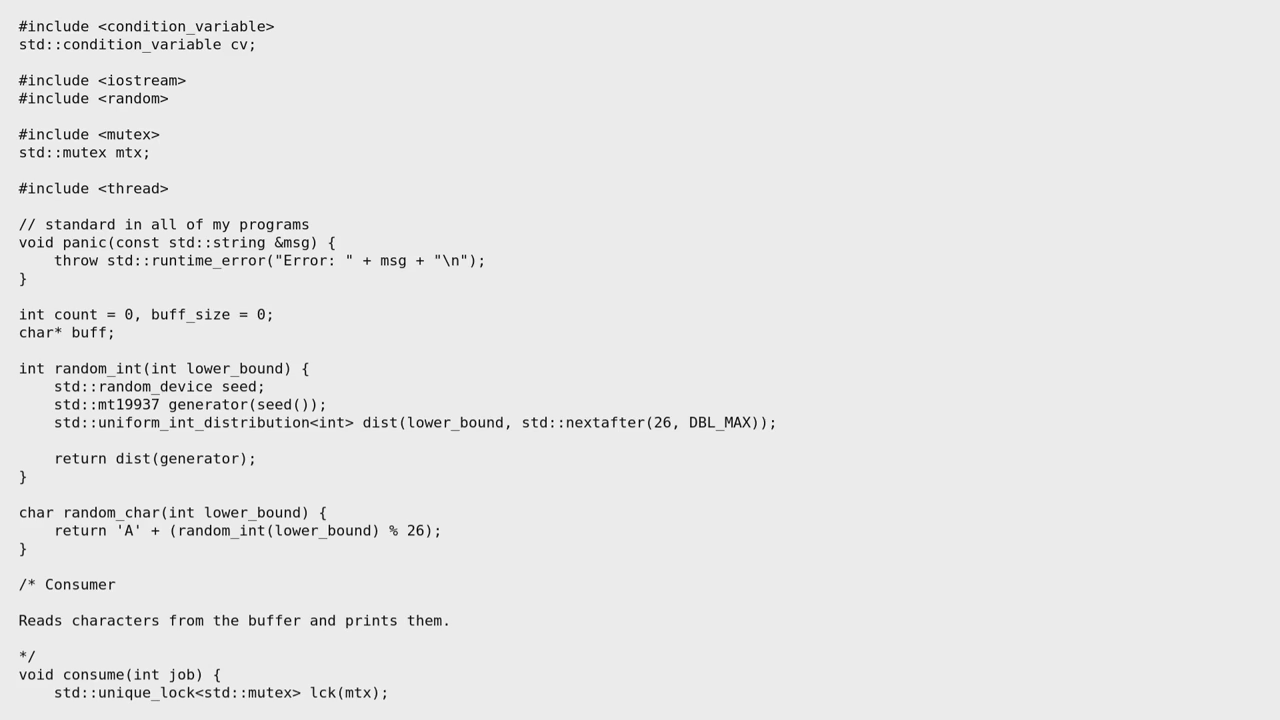 #include <condition_variable>
std::condition_variable cv;

#include <iostream>
#include <random>

#include <mutex>
std::mutex mtx;

#include <thread>

// standard in all of my programs
void panic(const std::string &msg) {
    throw std::runtime_error("Error: " + msg + "\n");
}

int count = 0, buff_size = 0;
char* buff;

int random_int(int lower_bound) {
    std::random_device seed;
    std::mt19937 generator(seed());
    std::uniform_int_distribution<int> dist(lower_bound, std::nextafter(26, DBL_MAX));

    return dist(generator);
}

char random_char(int lower_bound) {
    return 'A' + (random_int(lower_bound) % 26);
}

/* Consumer

Reads characters from the buffer and prints them.

*/
void consume(int job) {
    std::unique_lock<std::mutex> lck(mtx);